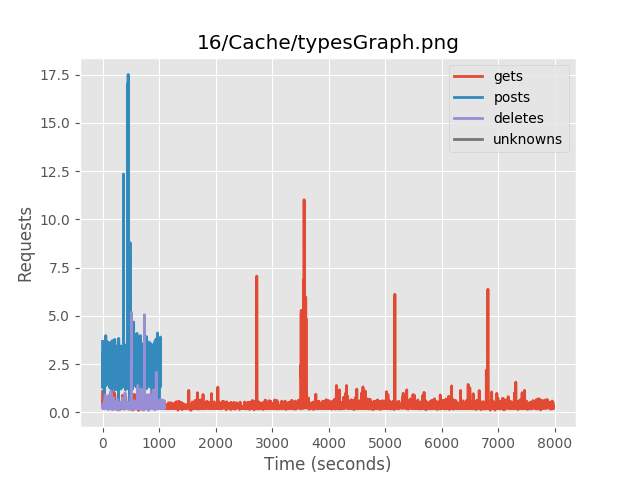 16/Cache/typesGraph.png
gets
posts
deletes
unknowns
17.5
15.0
12.5
10.0
7.5
5.0
2.5
0.0
Requests
0 1000 2000 3000 4000 5000 6000 7000 8000
Time (seconds)